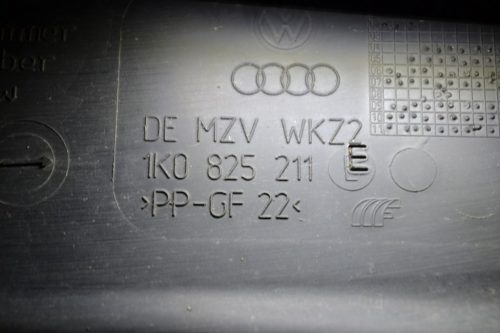 DE MZV WKZ2
1K0 825 211 E
>PP-GF 22<